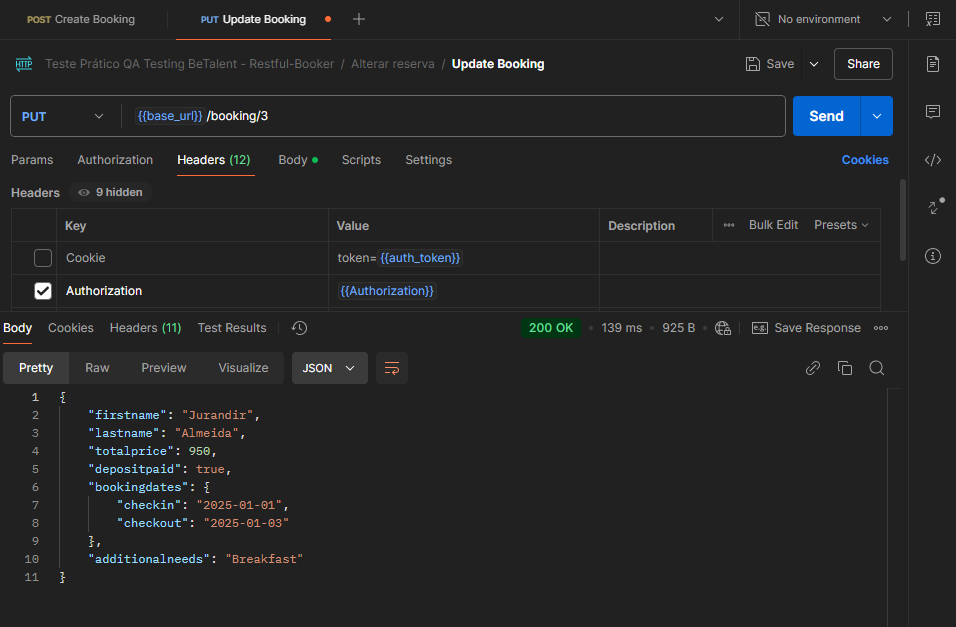 POST Create Booking
PUT Update Booking
No environment
HTTP Teste Prático QA Testing BeTalent - Restful-Booker / Alterar reserva / Update Booking
Save
Share
PUT
{{base_url}} /booking/3
Send
Params Authorization Headers (12) Body Scripts Settings Cookies
Headers 9 hidden
Key Value Description Bulk Edit Presets
Cookie token= {{auth_token}}
Authorization {{Authorization}}
Body Cookies Headers (11) Test Results 200 OK 139 ms 925 B e.g. Save Response
Pretty Raw Preview Visualize JSON
1 {
2 "firstname": "Jurandir",
3 "lastname": "Almeida",
4 "totalprice": 950,
5 "depositpaid": true,
6 "bookingdates": {
7 "checkin": "2025-01-01",
8 "checkout": "2025-01-03"
9 },
10 "additionalneeds": "Breakfast"
11 }